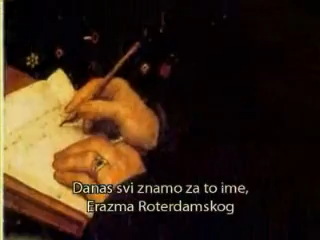 Danas svi znamo za to ime,
Erazma Roterdamskog